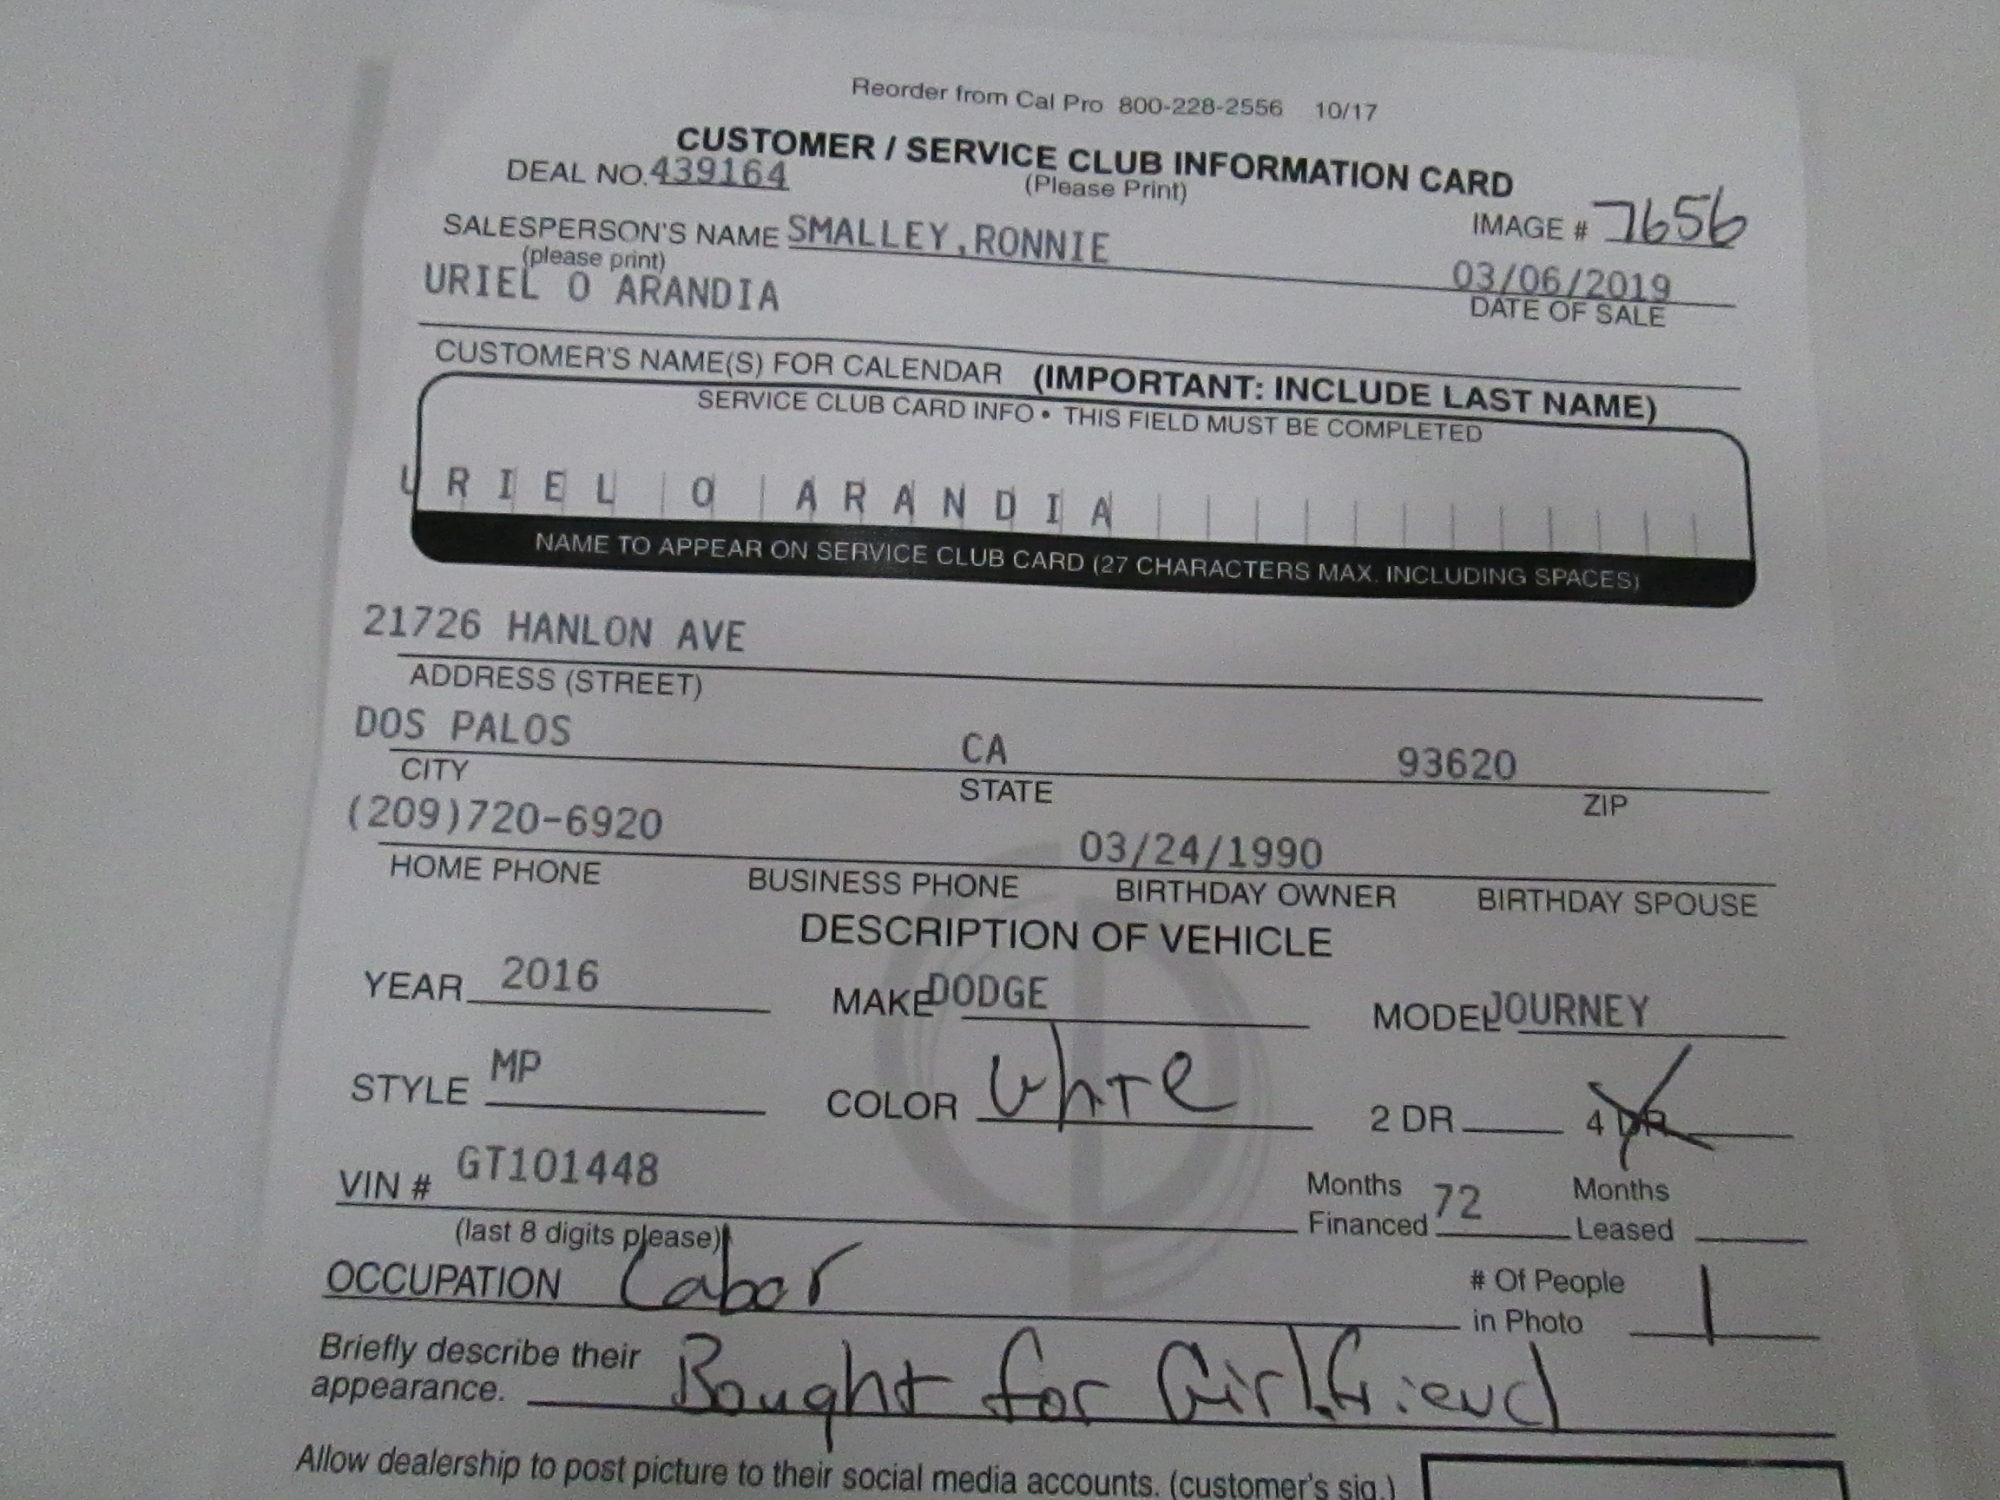 Reorder from Cal Pro 800-228-2556 10/17
CUSTOMER / SERVICE CLUB INFORMATION CARD
DEAL NO. 439164 (Please Print)
IMAGE # 7656
SALESPERSON'S NAME SMALLEY,RONNIE
(please print)
03/06/2019
DATE OF SALE
URIEL O ARANDIA
CUSTOMER'S NAME(S) FOR CALENDAR (IMPORTANT: INCLUDE LAST NAME)
SERVICE CLUB CARD INFO • THIS FIELD MUST BE COMPLETED
URIEL O ARANDIA
NAME TO APPEAR ON SERVICE CLUB CARD (27 CHARACTERS MAX. INCLUDING SPACES)
21726 HANLON AVE
ADDRESS (STREET)
DOS PALOS CA 93620
CITY STATE ZIP
(209)720-6920 03/24/1990
HOME PHONE BUSINESS PHONE BIRTHDAY OWNER BIRTHDAY SPOUSE
DESCRIPTION OF VEHICLE
YEAR 2016 MAKE DODGE MODEL JOURNEY
STYLE MP COLOR white 2 DR 4 DR X
VIN # GT101448 Months Financed 72 Months Leased
(last 8 digits please)
OCCUPATION Labor # Of People in Photo 1
Briefly describe their appearance. Bought for Girlfriend
Allow dealership to post picture to their social media accounts. (customer's sig.)